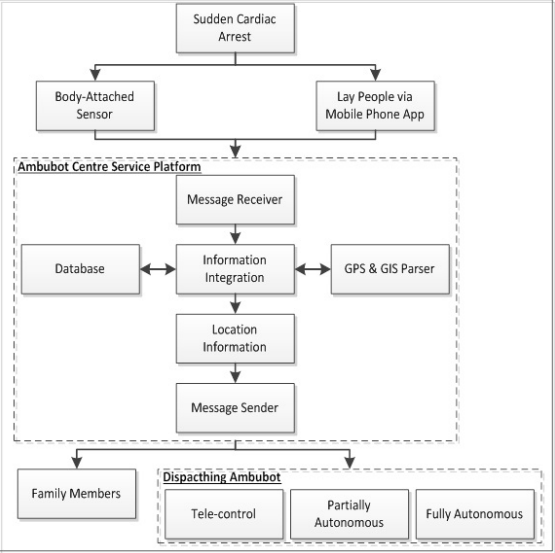 Sudden Cardiac
Arrest
Body-Attached
Sensor
Lay People via
Mobile Phone App
Ambubot Centre Service Platform
Message Receiver
Database
Information
Integration
GPS & GIS Parser
Location
Information
Message Sender
Family Members
Dispacthing Ambubot
Tele-control
Partially
Autonomous
Fully Autonomous